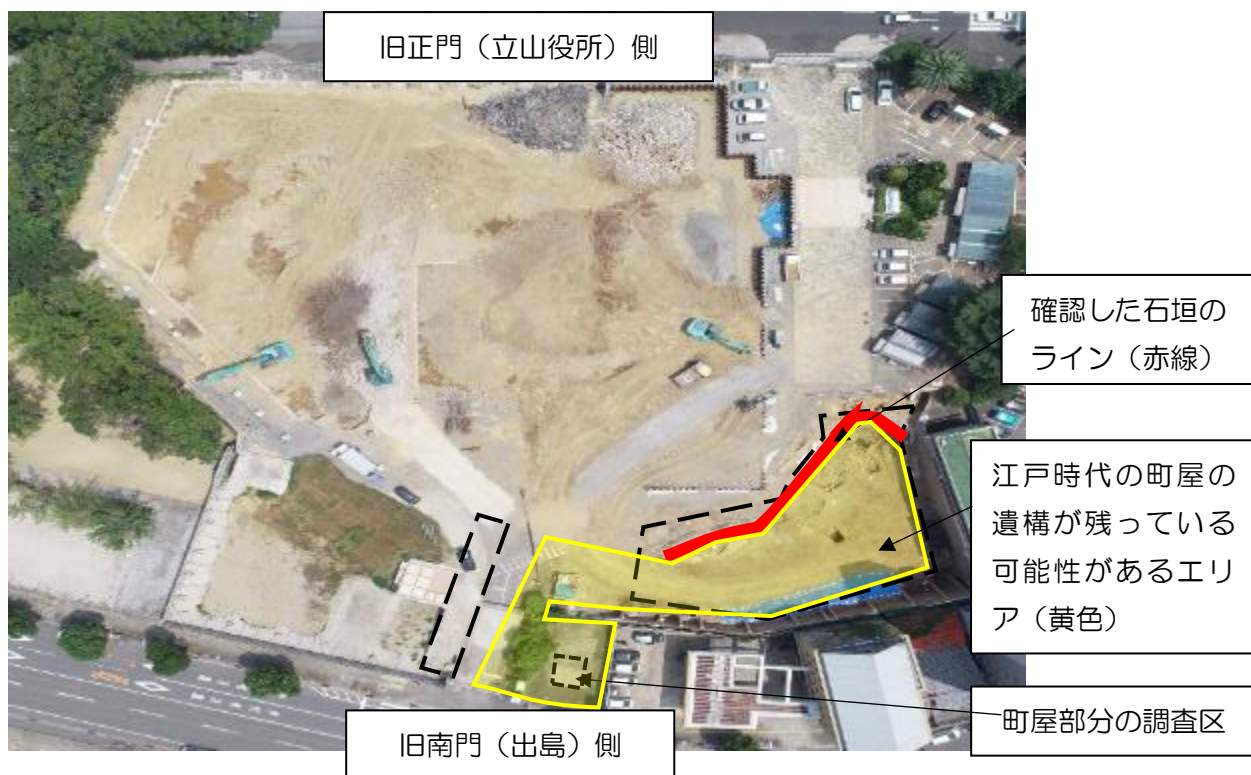 旧正門（立山役所）側
確認した石垣の
ライン（赤線）
江戸時代の町屋の
遺構が残っている
可能性があるエリ
ア（黄色）
町屋部分の調査区
旧南門（出島）側